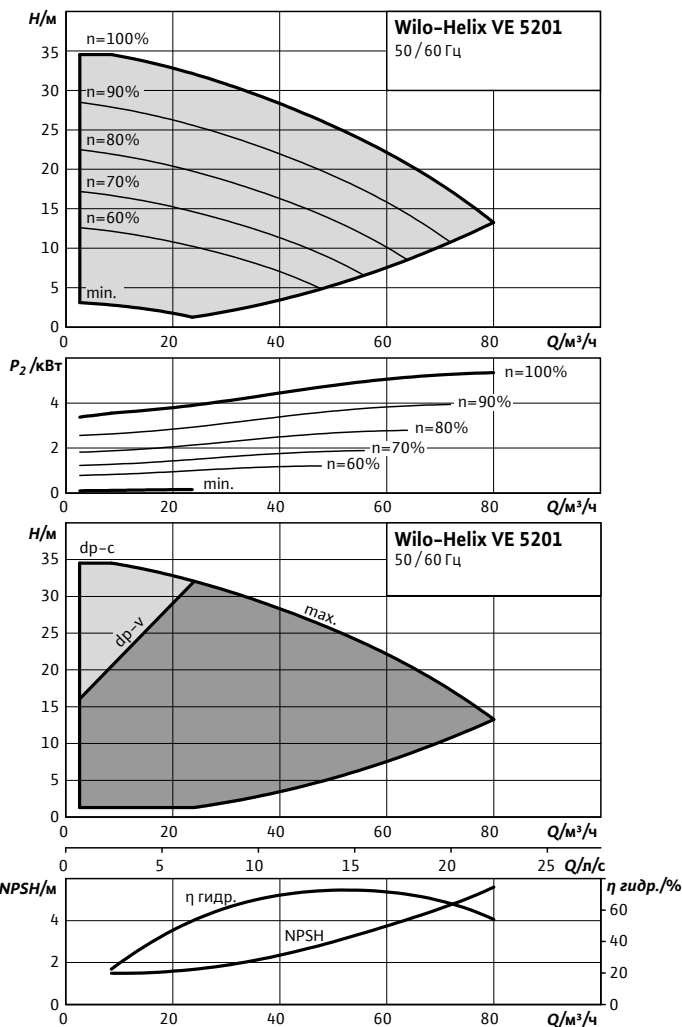 H/м
Wilo-Helix VE 5201
50/60 Гц
n=100%
n=90%
n=80%
n=70%
n=60%
min.
35
30
25
20
15
10
5
0
0 20 40 60 80 Q/м³/ч
P₂/кВт
n=100%
n=90%
n=80%
n=70%
n=60%
min.
4
2
0
0 20 40 60 80 Q/м³/ч
H/м
Wilo-Helix VE 5201
50/60 Гц
dp-c
dp-v
max.
35
30
25
20
15
10
5
0
0 20 40 60 80 Q/м³/ч
0 5 10 15 20 25 Q/л/с
NPSH/м
η гидр./%
η гидр.
NPSH
4
2
0
60
40
20
0
0 20 40 60 80 Q/м³/ч